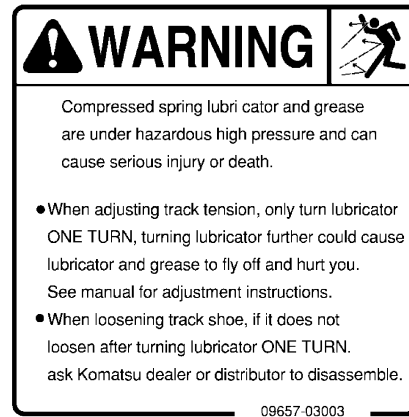 WARNING
Compressed spring lubri cator and grease
are under hazardous high pressure and can
cause serious injury or death.
●When adjusting track tension, only turn lubricator
ONE TURN, turning lubricator further could cause
lubricator and grease to fly off and hurt you.
See manual for adjustment instructions.
●When loosening track shoe, if it does not
loosen after turning lubricator ONE TURN.
ask Komatsu dealer or distributor to disassemble.
09657-03003